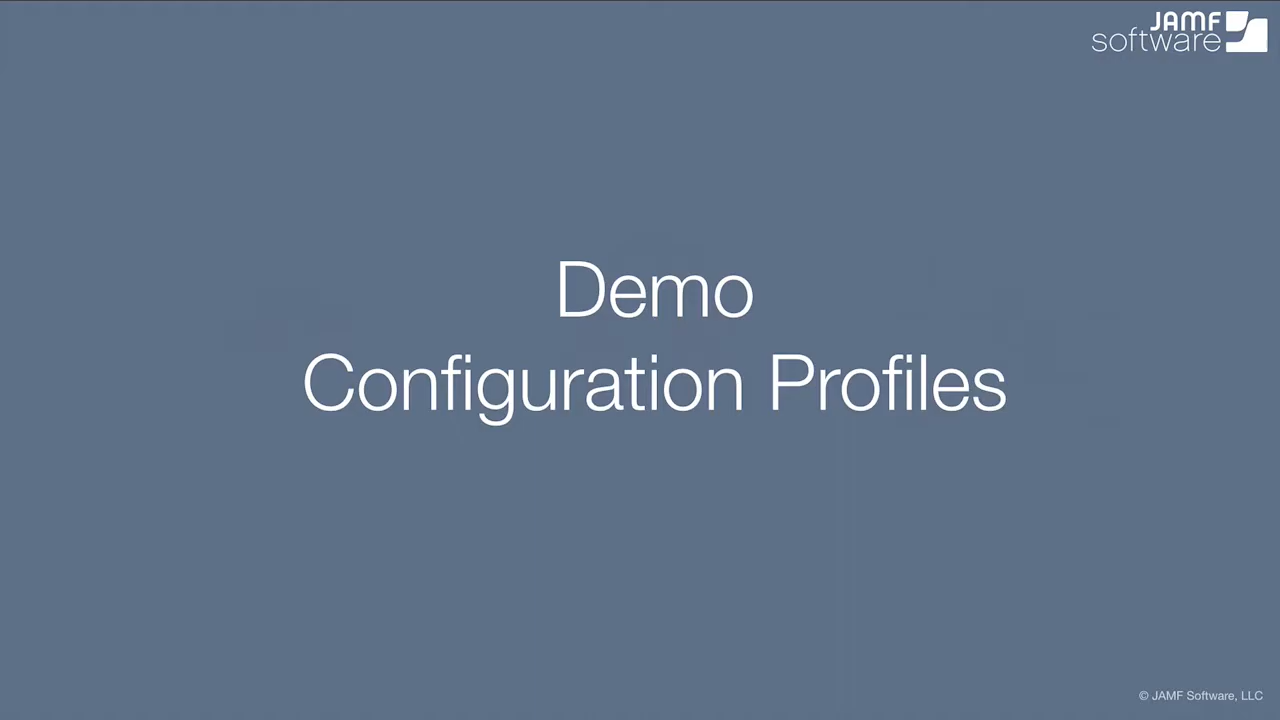 JAMF
software
Demo
Configuration Profiles
© JAMF Software, LLC